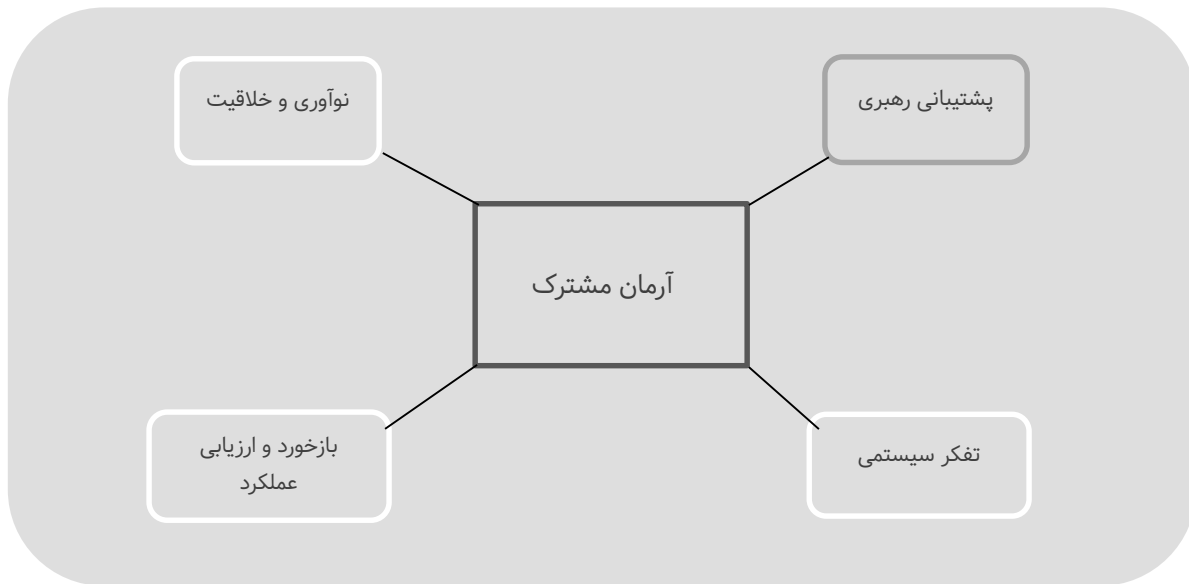 پشتیبانی رهبری
نوآوری و خلاقیت
آرمان مشترک
تفکر سیستمی
بازخورد و ارزیابی
عملکرد